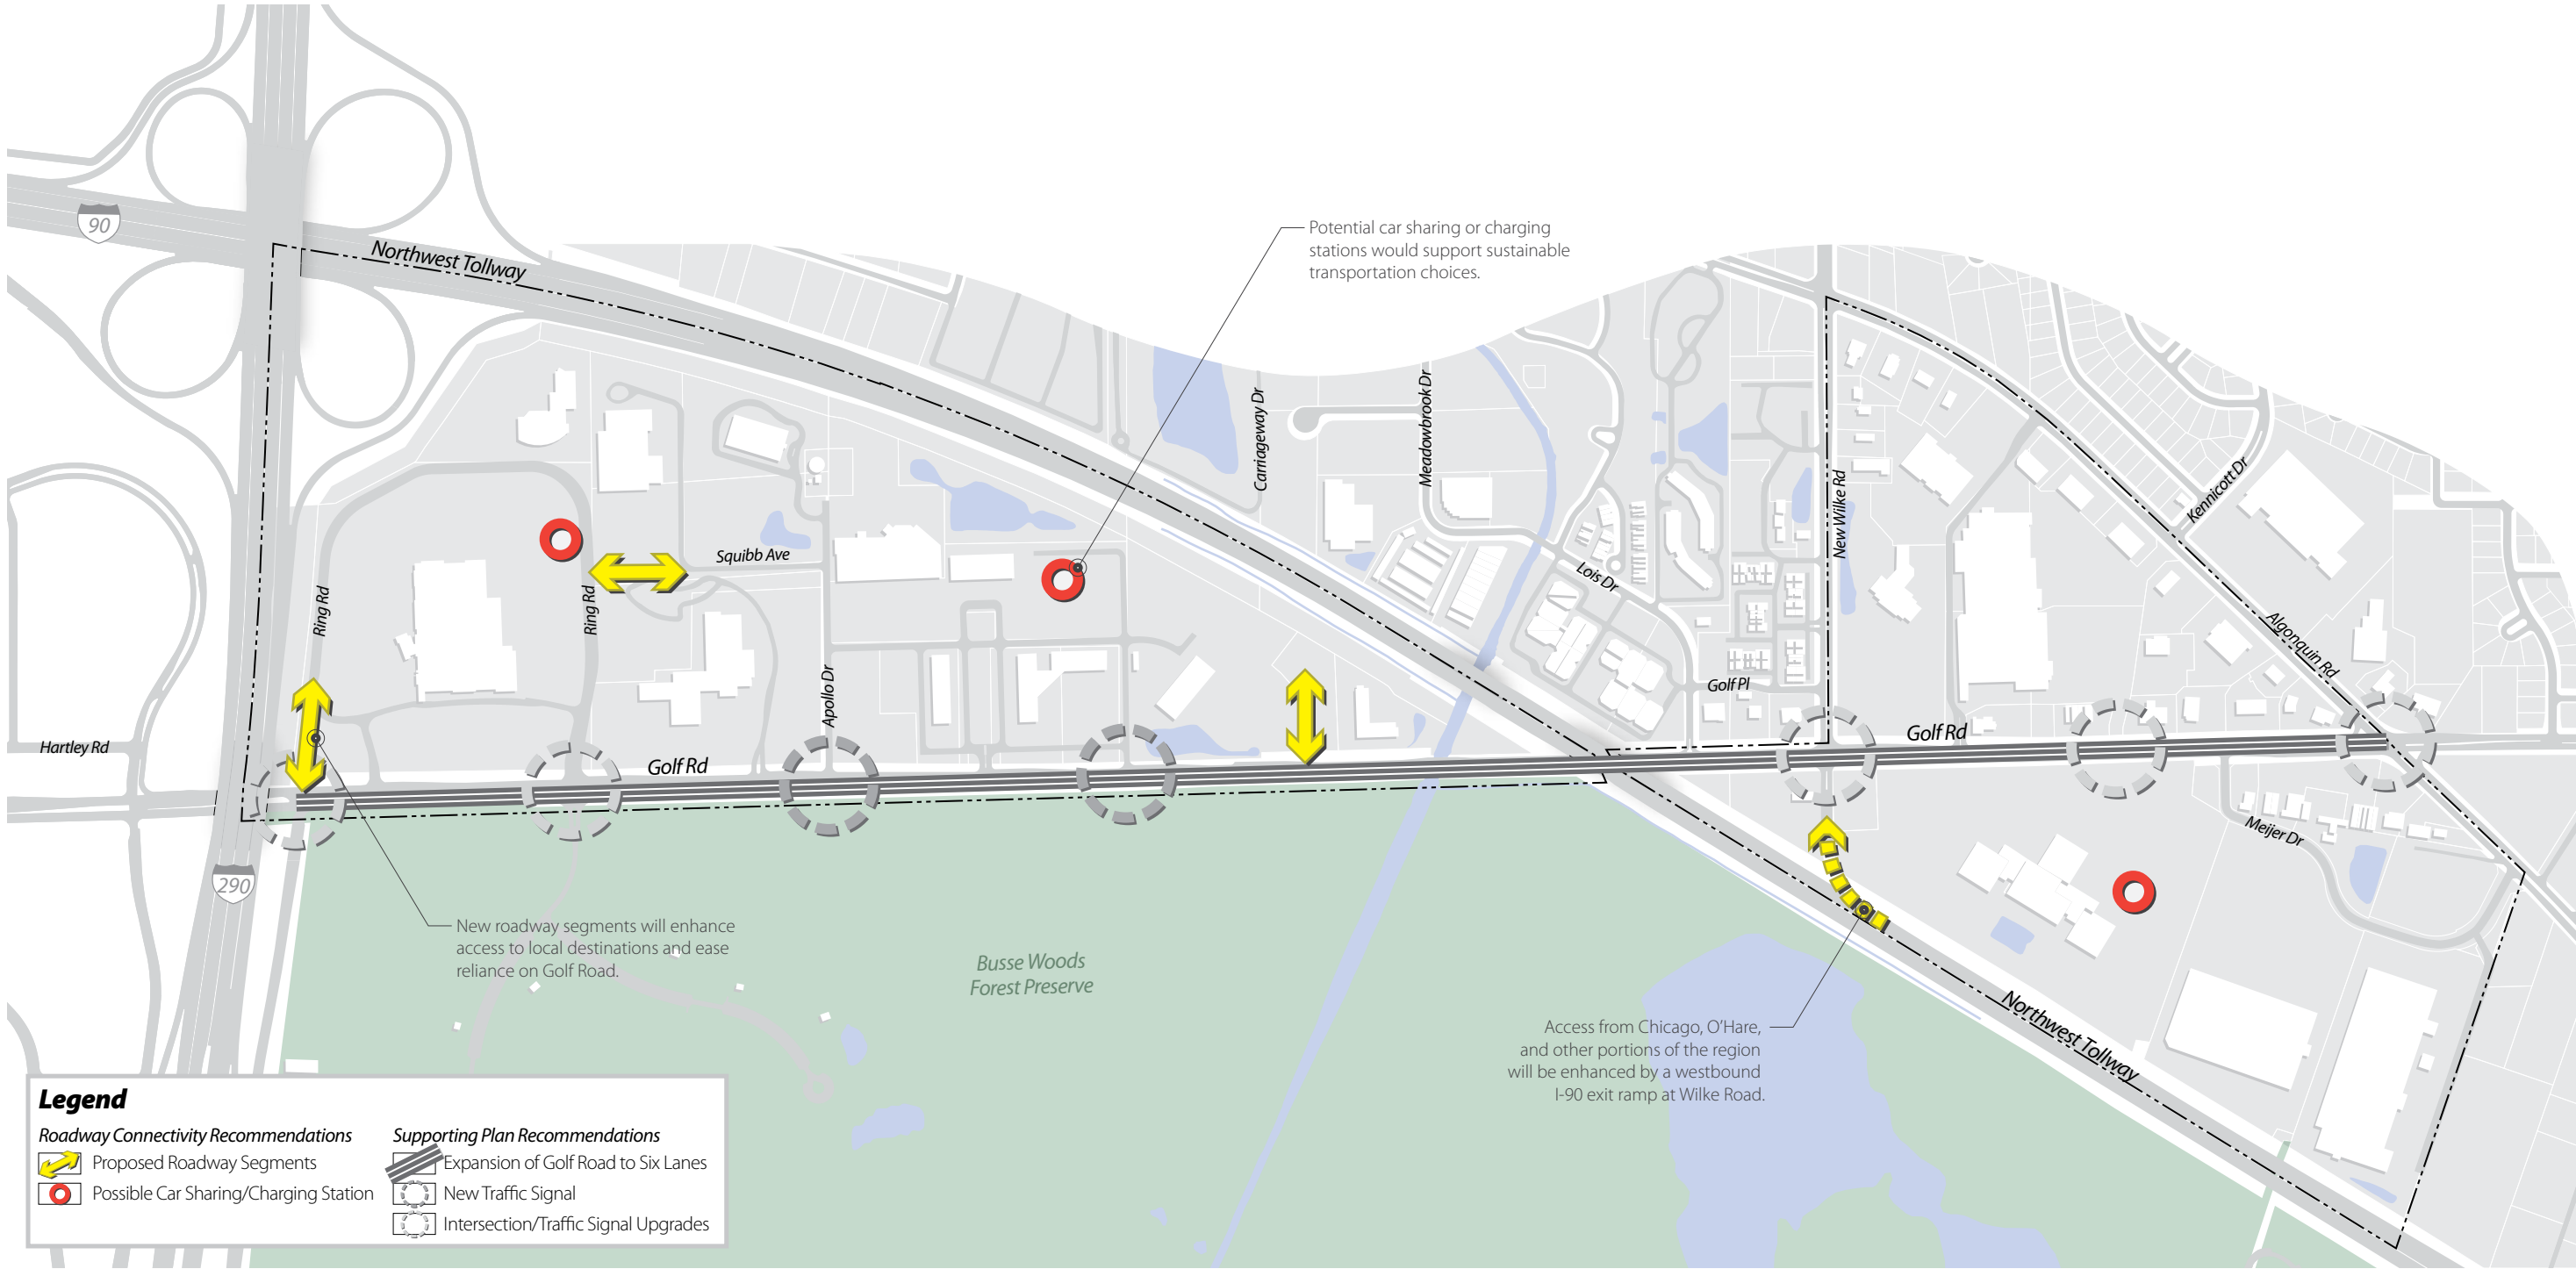 90
Northwest Tollway
Potential car sharing or charging
stations would support sustainable
transportation choices.
Carriageway Dr
Meadowbrook Dr
New Wilke Rd
Kennicott Dr
Squibb Ave
Ring Rd
Ring Rd
Lois Dr
Algonquin Rd
Apollo Dr
Golf Pl
Hartley Rd
Golf Rd
Golf Rd
Meijer Dr
290
New roadway segments will enhance
access to local destinations and ease
reliance on Golf Road.
Busse Woods
Forest Preserve
Access from Chicago, O'Hare,
and other portions of the region
will be enhanced by a westbound
I-90 exit ramp at Wilke Road.
Northwest Tollway
Legend
Roadway Connectivity Recommendations
Proposed Roadway Segments
Possible Car Sharing/Charging Station
Supporting Plan Recommendations
Expansion of Golf Road to Six Lanes
New Traffic Signal
Intersection/Traffic Signal Upgrades